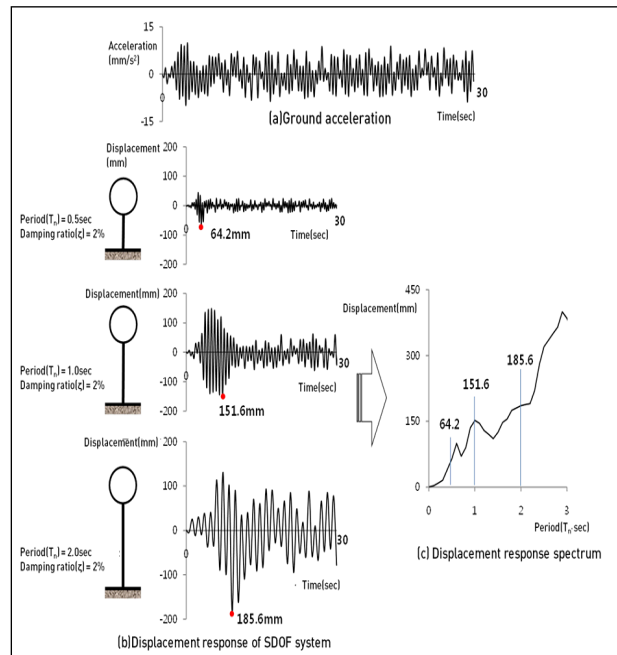 Acceleration
(mm/s²)
15
0
-15
0
30
Time(sec)
(a)Ground acceleration
Displacement
(mm)
200
100
0
-100
-200
0
30
Time(sec)
64.2mm
Period(Tn) = 0.5sec
Damping ratio(ζ) = 2%
Displacement(mm)
200
100
0
-100
-200
0
30
Time(sec)
151.6mm
Period(Tn) = 1.0sec
Damping ratio(ζ) = 2%
Displacement(mm)
200
100
0
-100
-200
0
30
Time(sec)
185.6mm
Period(Tn) = 2.0sec
Damping ratio(ζ) = 2%
(b)Displacement response of SDOF system
Displacement(mm)
450
300
150
0
64.2
151.6
185.6
0 1 2 3
Period(Tn, sec)
(c) Displacement response spectrum